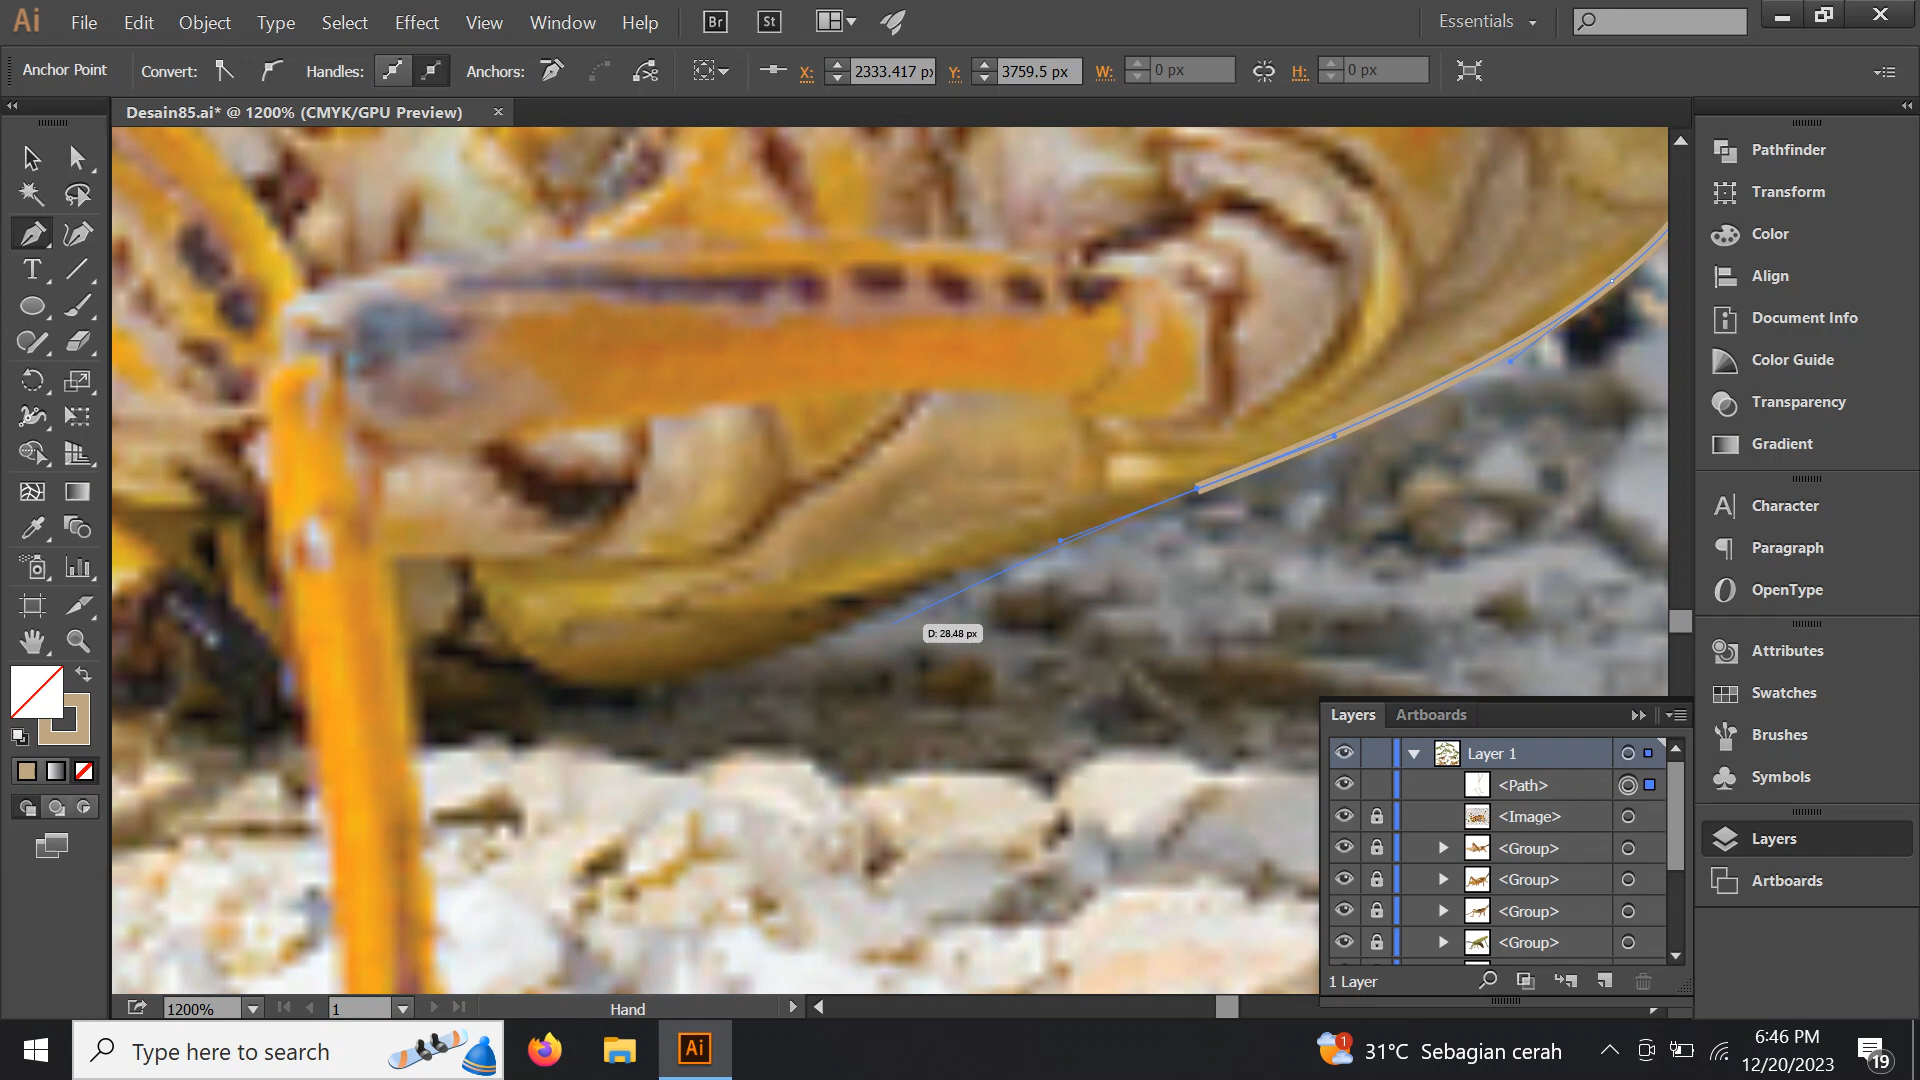 Ai File Edit Object Type Select Effect View Window Help Br St Essentials
Anchor Point Convert: Handles: Anchors: X: 2333.417 px Y: 3759.5 px W: 0 px H: 0 px
Desain85.ai* @ 1200% (CMYK/GPU Preview)
Pathfinder
Transform
Color
Align
Document Info
Color Guide
Transparency
Gradient
Character
Paragraph
OpenType
Attributes
Swatches
Brushes
Symbols
Layers
Artboards
D: 28.48 px
Layers Artboards
Layer 1
<Path>
<Image>
<Group>
<Group>
<Group>
<Group>
1 Layer
1200% 1 Hand
Type here to search
Ai
1
31°C Sebagian cerah
6:46 PM
12/20/2023
19